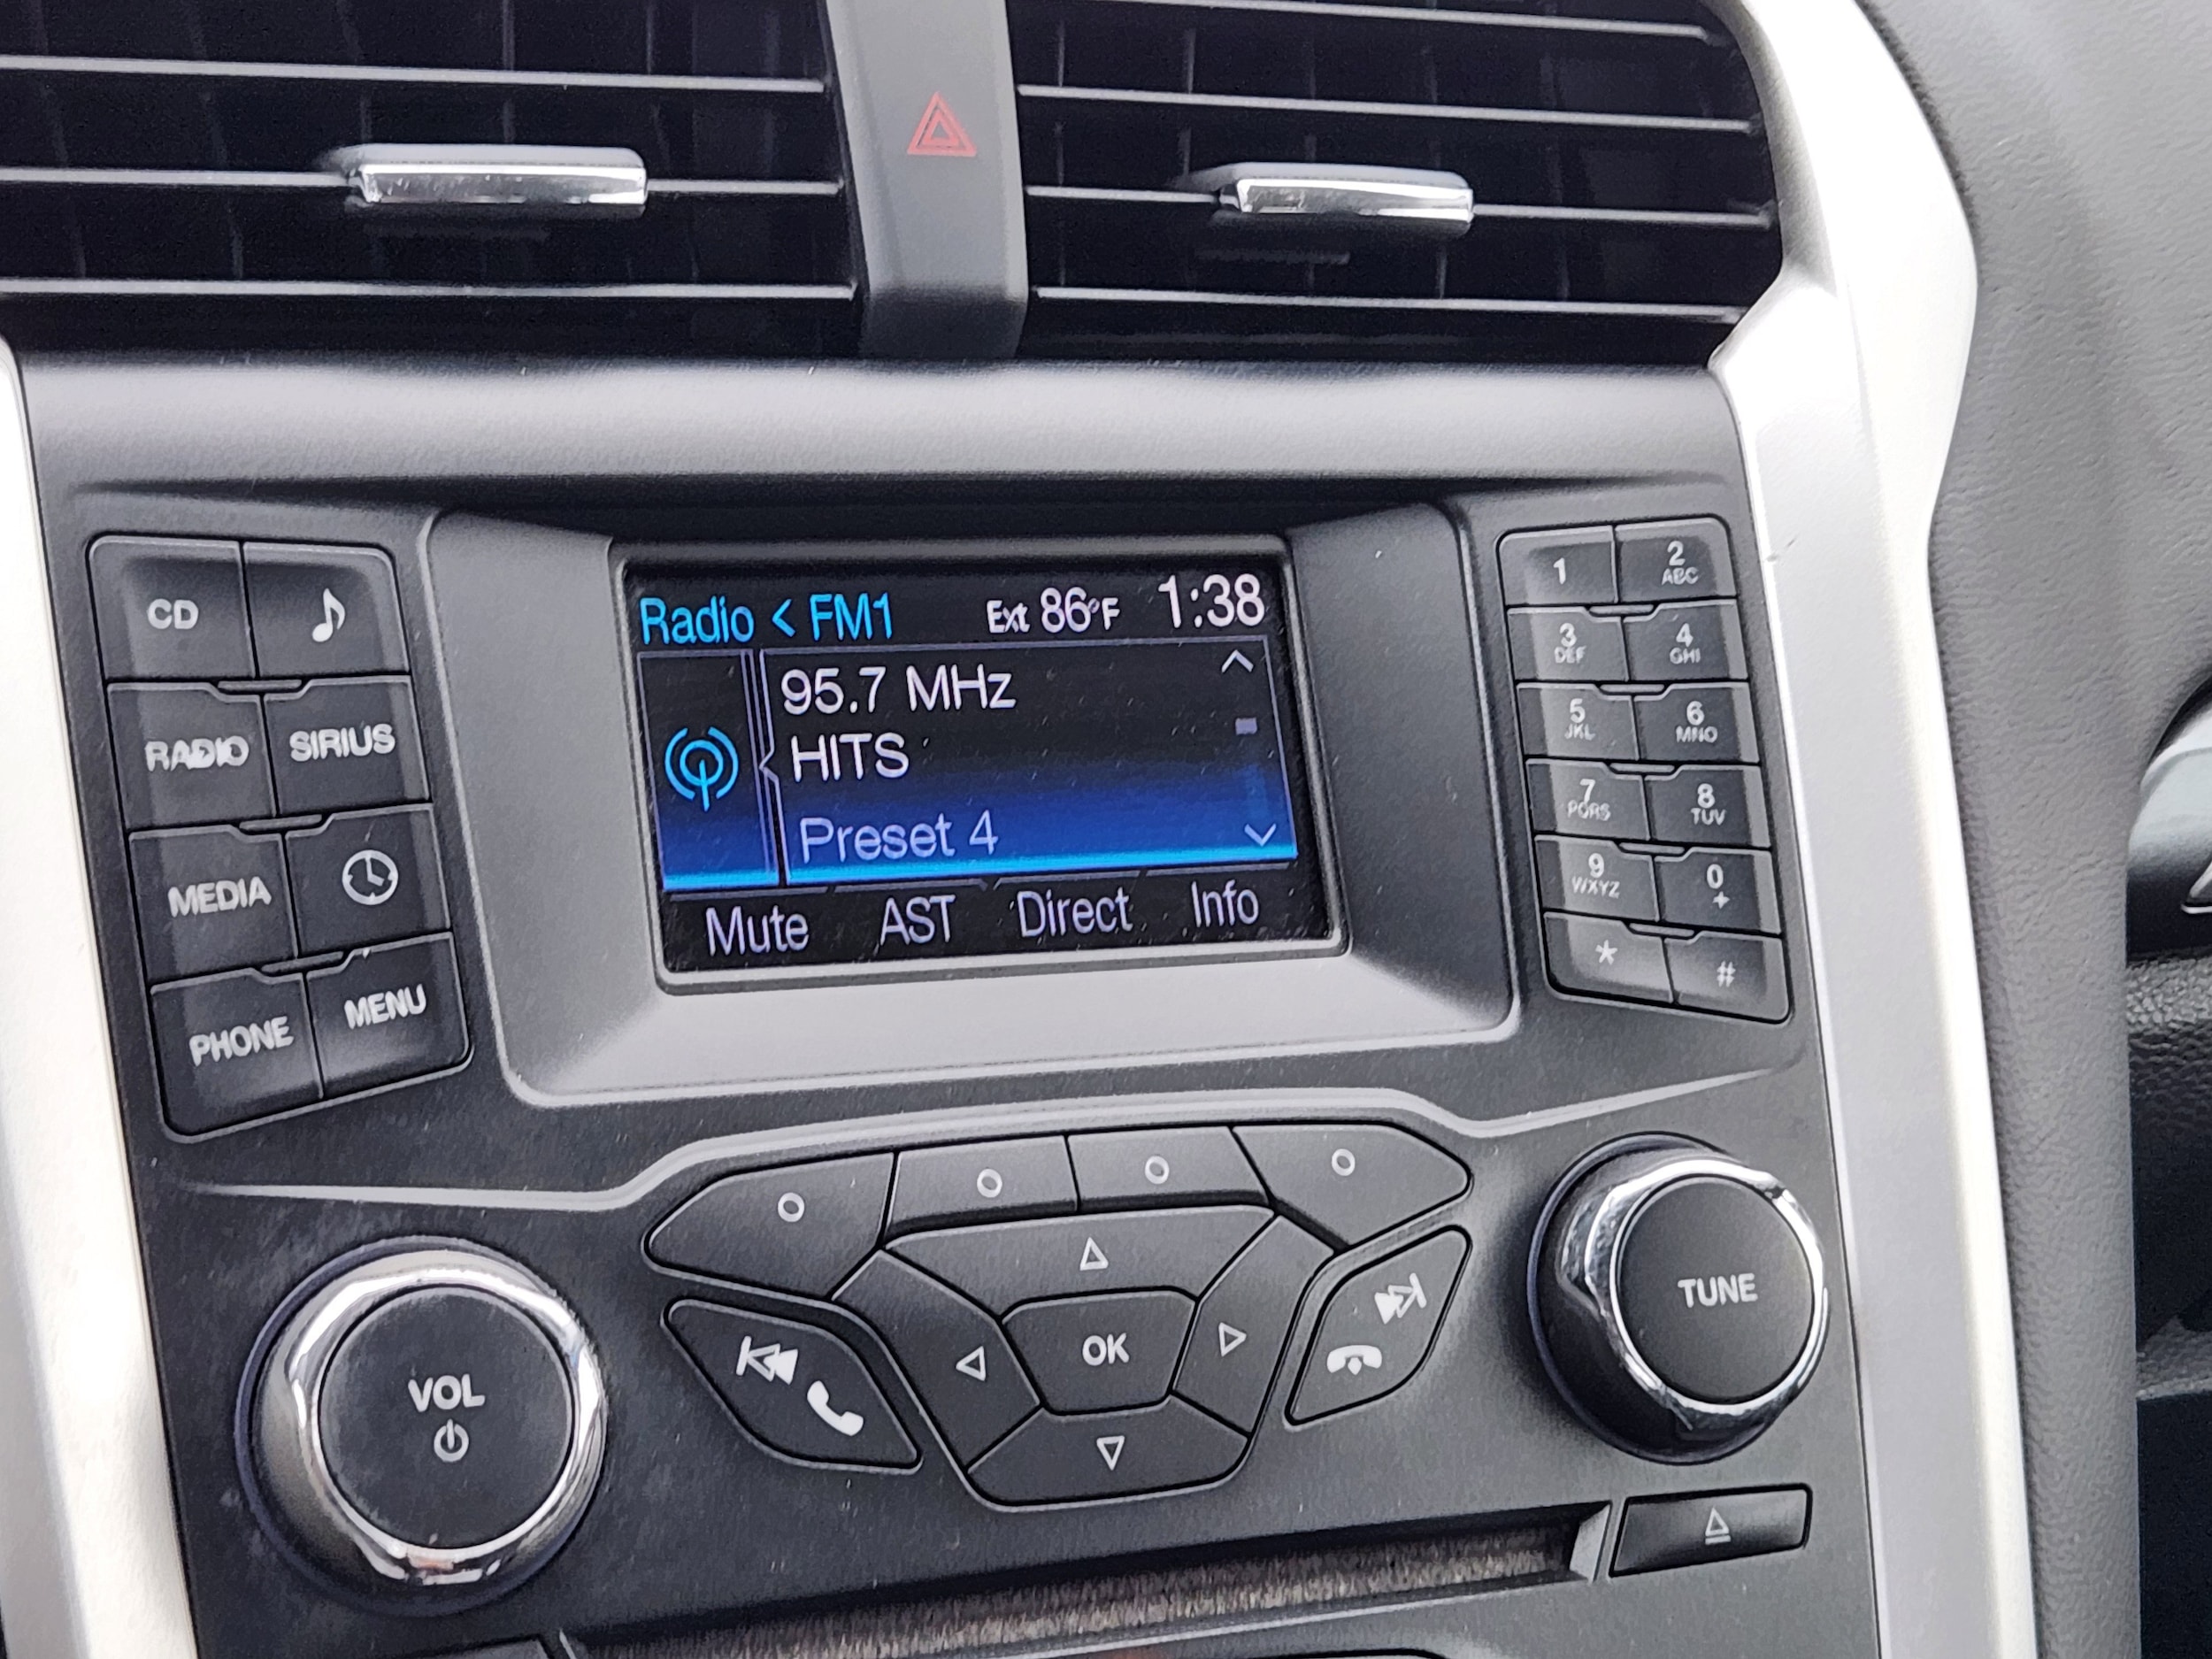 Radio < FM1 Ext 86°F 1:38
95.7 MHz
HITS
Preset 4
Mute AST Direct Info
CD
RADIO SIRIUS
MEDIA
PHONE MENU
1 2 ABC
3 DEF 4 GHI
5 JKL 6 MNO
7 PQRS 8 TUV
9 WXYZ 0 +
* #
VOL
OK
TUNE